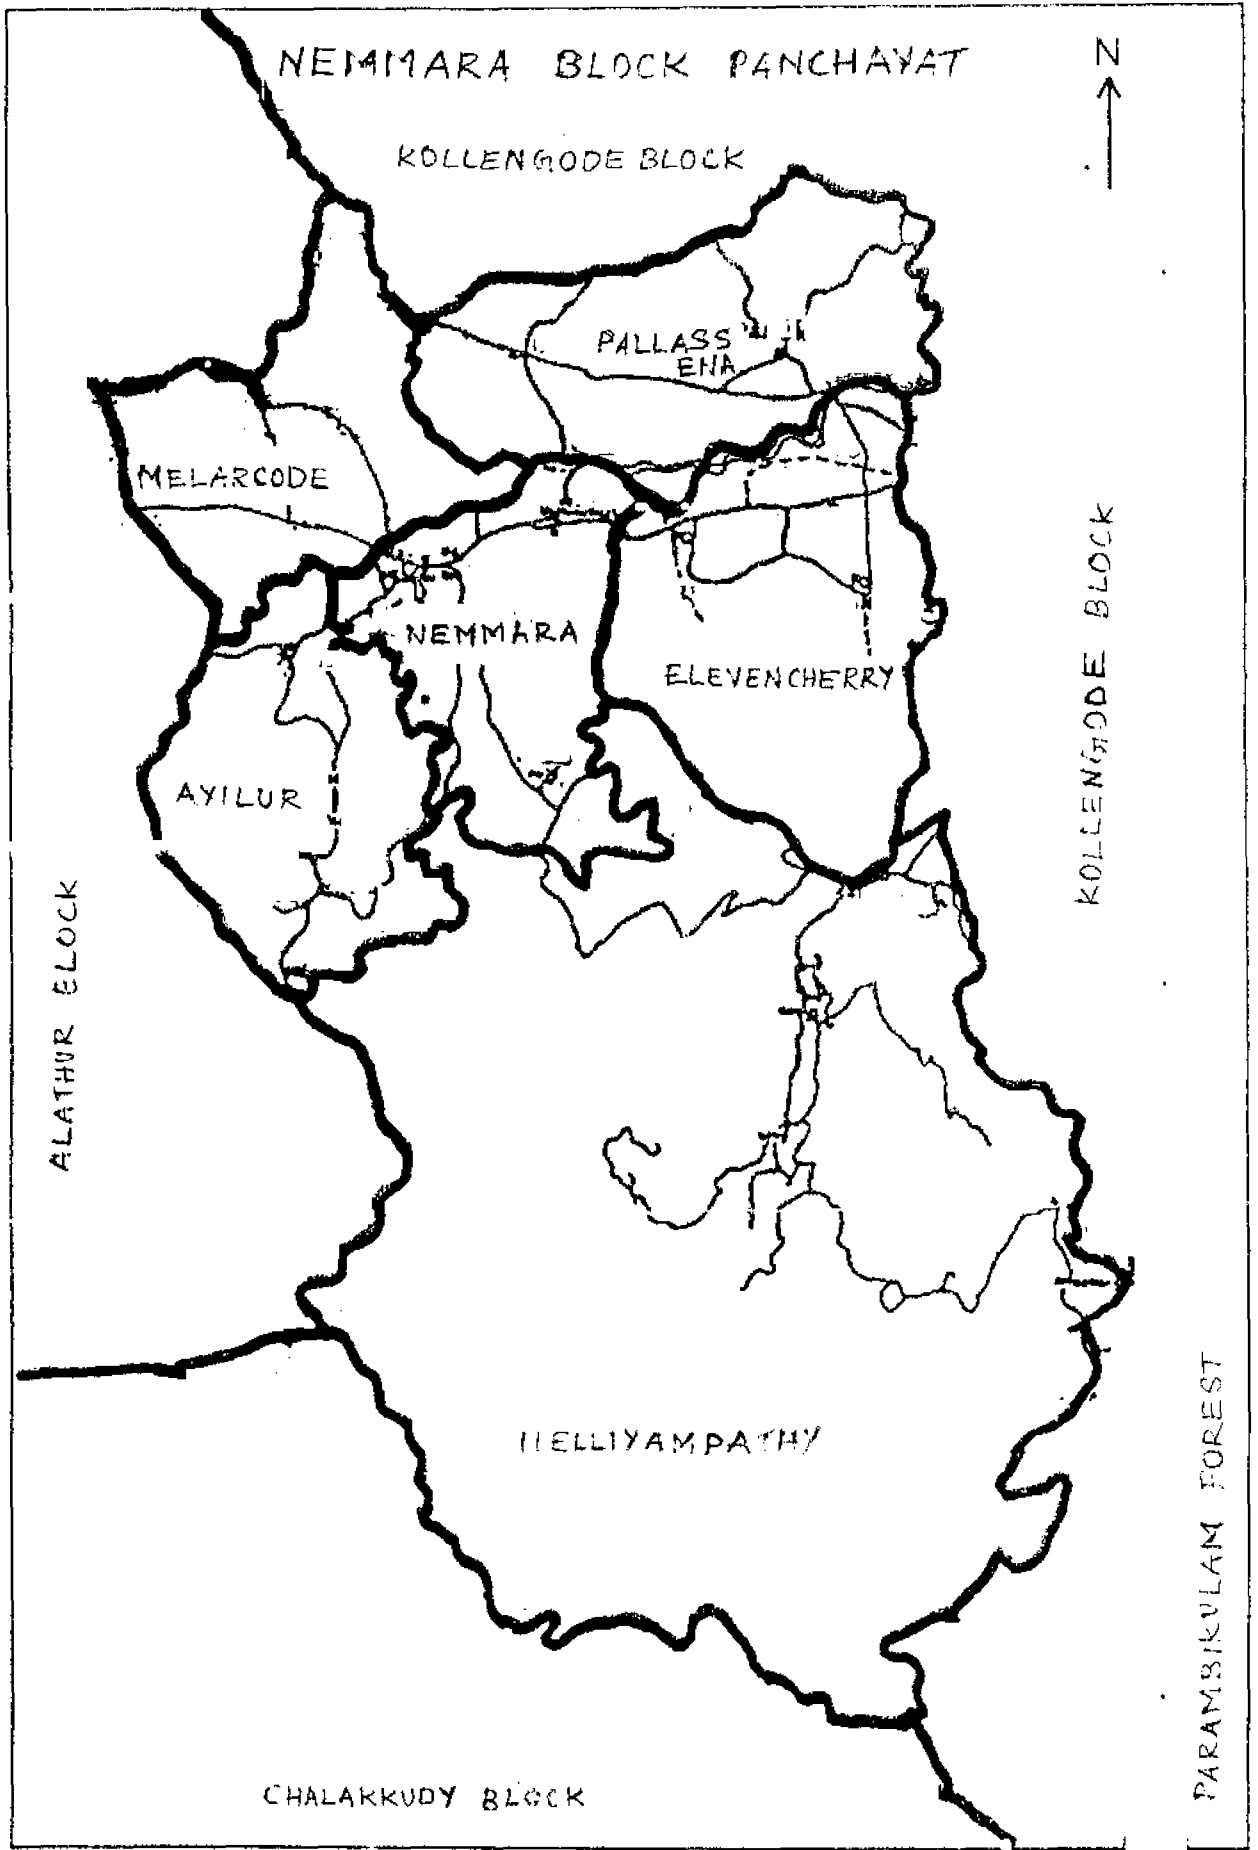 NEMMARA BLOCK PANCHAYAT
N
KOLLENGODE BLOCK
PALLASS
ENA
MELARCODE
NEMMARA
ELEVENCHERRY
AYILUR
KOLLENGODE BLOCK
ALATHUR BLOCK
NELLIYAMPATHY
PARAMBIKULAM FOREST
CHALAKKUDY BLOCK